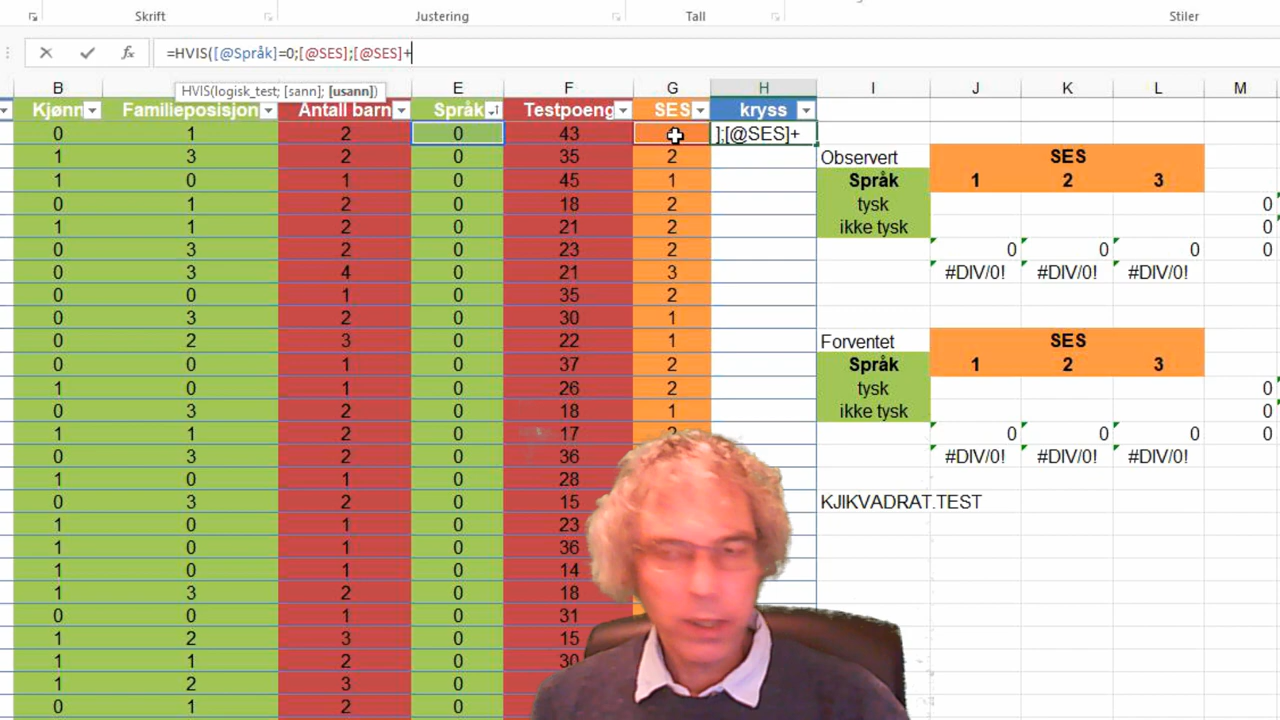 Skrift Justering Tall Stiler
=HVIS([@Språk]=0;[@SES];[@SES]+
HVIS(logisk_test; [sann]; [usann])
B C D E F G H I J K L M
Kjønn Familieposisjon Antall barn Språk Testpoeng SES kryss
0 1 2 0 43 ];[@SES]+
1 3 2 0 35 2 Observert SES
1 0 1 0 45 1 Språk 1 2 3
0 1 2 0 18 2 tysk 0
1 1 2 0 21 2 ikke tysk 0
0 3 2 0 23 2 0 0 0 0
0 3 4 0 21 3 #DIV/0! #DIV/0! #DIV/0!
0 0 1 0 35 2
0 3 2 0 30 1
0 2 3 0 22 1 Forventet SES
0 0 1 0 37 2 Språk 1 2 3
1 0 1 0 26 2 tysk 0
0 3 2 0 18 1 ikke tysk 0
1 1 2 0 17 0 0 0 0
0 3 2 0 36 #DIV/0! #DIV/0! #DIV/0!
1 0 1 0 28
0 3 2 0 15 KJIKVADRAT.TEST
1 0 1 0 23
1 0 1 0 36
1 0 1 0 14
1 3 2 0 18
0 0 1 0 31
1 2 3 0 15
1 1 2 0 30
1 2 3 0
0 1 2 0